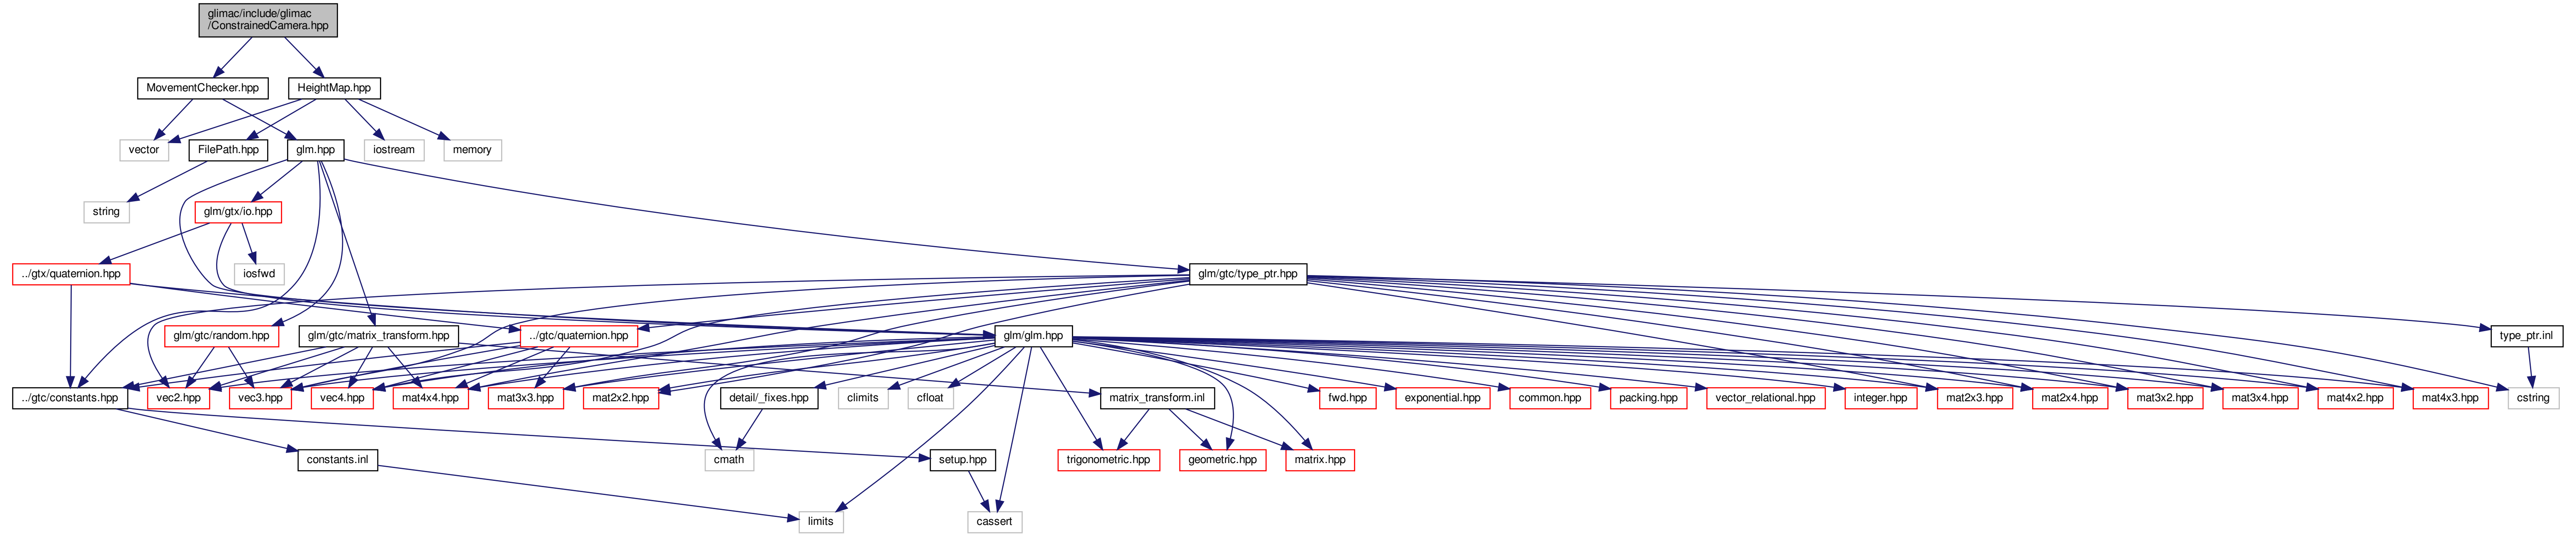 glimac/include/glimac
/ConstrainedCamera.hpp
MovementChecker.hpp
HeightMap.hpp
vector
FilePath.hpp
glm.hpp
iostream
memory
string
glm/gtx/io.hpp
../gtx/quaternion.hpp
iosfwd
glm/gtc/type_ptr.hpp
glm/gtc/random.hpp
glm/gtc/matrix_transform.hpp
../gtc/quaternion.hpp
glm/glm.hpp
type_ptr.inl
../gtc/constants.hpp
vec2.hpp
vec3.hpp
vec4.hpp
mat4x4.hpp
mat3x3.hpp
mat2x2.hpp
detail/_fixes.hpp
climits
cfloat
matrix_transform.inl
fwd.hpp
exponential.hpp
common.hpp
packing.hpp
vector_relational.hpp
integer.hpp
mat2x3.hpp
mat2x4.hpp
mat3x2.hpp
mat3x4.hpp
mat4x2.hpp
mat4x3.hpp
cstring
constants.inl
cmath
setup.hpp
trigonometric.hpp
geometric.hpp
matrix.hpp
limits
cassert